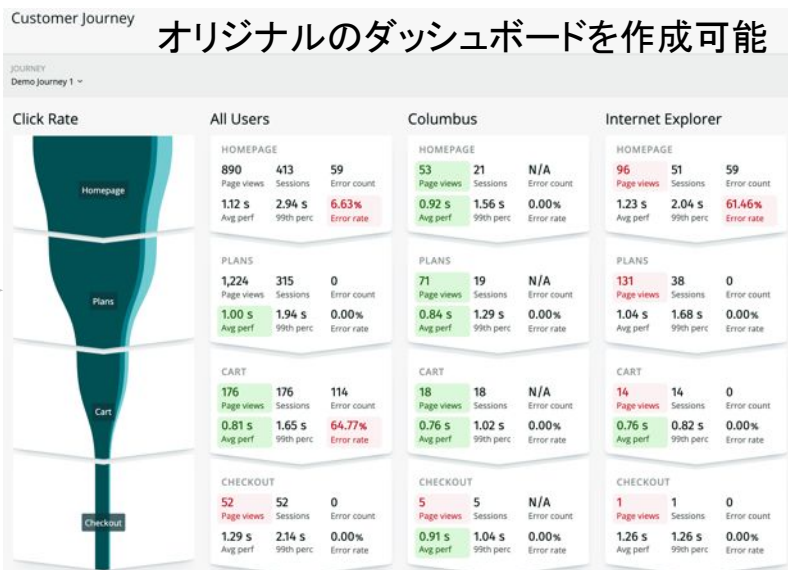 Customer Journey
オリジナルのダッシュボードを作成可能
JOURNEY
Demo Journey 1
Click Rate
Homepage
Plans
Cart
Checkout
All Users
HOMEPAGE
890 413 59
Page views Sessions Error count
1.12 s 2.94 s 6.63%
Avg perf 99th perc Error rate
PLANS
1,224 315 0
Page views Sessions Error count
1.00 s 1.94 s 0.00%
Avg perf 99th perc Error rate
CART
176 176 114
Page views Sessions Error count
0.81 s 1.65 s 64.77%
Avg perf 99th perc Error rate
CHECKOUT
52 52 0
Page views Sessions Error count
1.29 s 2.14 s 0.00%
Avg perf 99th perc Error rate
Columbus
HOMEPAGE
53 21 N/A
Page views Sessions Error count
0.92 s 1.56 s 0.00%
Avg perf 99th perc Error rate
PLANS
71 19 N/A
Page views Sessions Error count
0.84 s 1.29 s 0.00%
Avg perf 99th perc Error rate
CART
18 18 N/A
Page views Sessions Error count
0.76 s 1.02 s 0.00%
Avg perf 99th perc Error rate
CHECKOUT
5 5 N/A
Page views Sessions Error count
0.91 s 1.04 s 0.00%
Avg perf 99th perc Error rate
Internet Explorer
HOMEPAGE
96 51 59
Page views Sessions Error count
1.23 s 2.04 s 61.46%
Avg perf 99th perc Error rate
PLANS
131 38 0
Page views Sessions Error count
1.04 s 1.68 s 0.00%
Avg perf 99th perc Error rate
CART
14 14 0
Page views Sessions Error count
0.76 s 0.82 s 0.00%
Avg perf 99th perc Error rate
CHECKOUT
1 1 0
Page views Sessions Error count
1.26 s 1.26 s 0.00%
Avg perf 99th perc Error rate